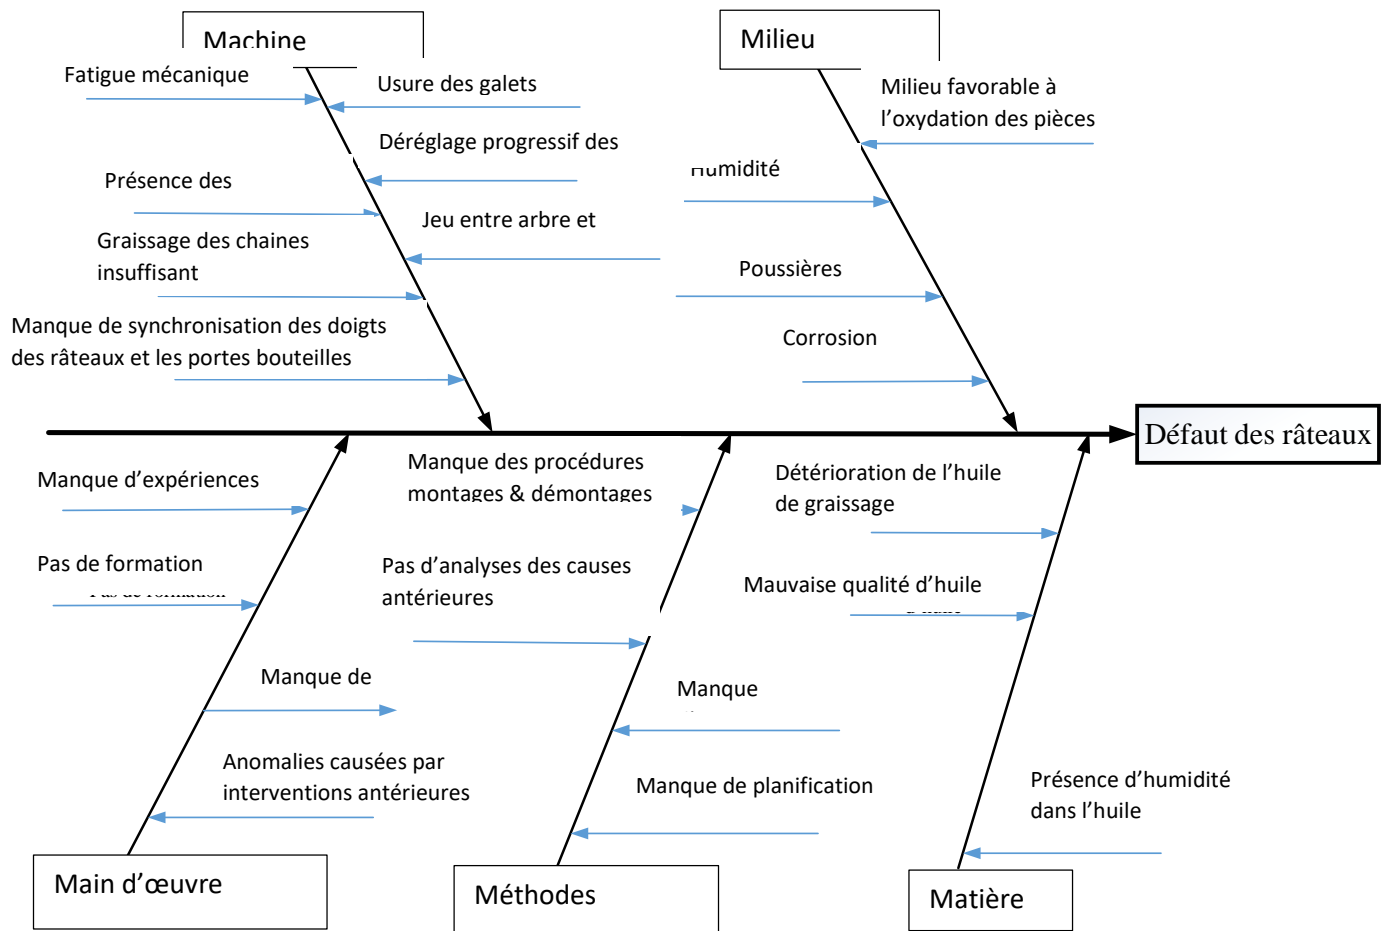 Machine
Milieu
Fatigue mécanique
Usure des galets
Milieu favorable à
l'oxydation des pièces
Déréglage progressif des
Présence des
Humidité
Jeu entre arbre et
Graissage des chaines
insuffisant
Poussières
Manque de synchronisation des doigts
des râteaux et les portes bouteilles
Corrosion
Défaut des râteaux
Manque d'expériences
Manque des procédures
montages & démontages
Détérioration de l'huile
de graissage
Pas de formation
Pas de formation
Pas d'analyses des causes
antérieures
Mauvaise qualité d'huile
d'huile
Manque de
Manque
Anomalies causées par
interventions antérieures
Manque de planification
Présence d'humidité
dans l'huile
Main d'œuvre
Méthodes
Matière